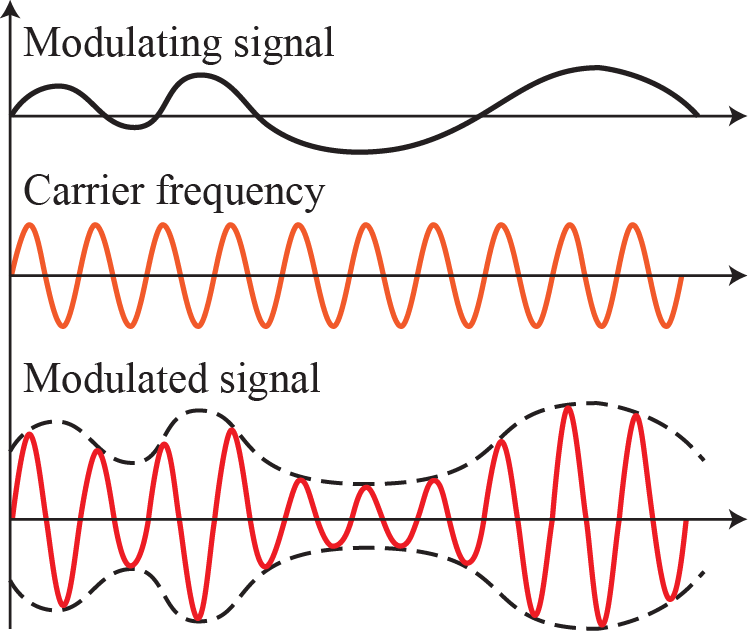 Modulating signal
Carrier frequency
Modulated signal